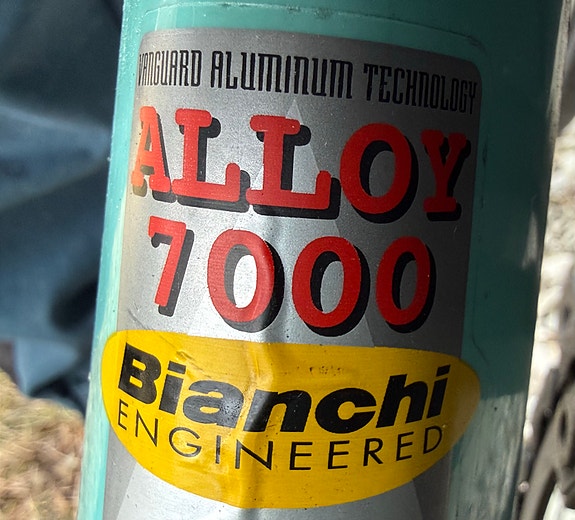 VANGUARD ALUMINUM TECHNOLOGY
ALLOY
7000
Bianchi
ENGINEERED